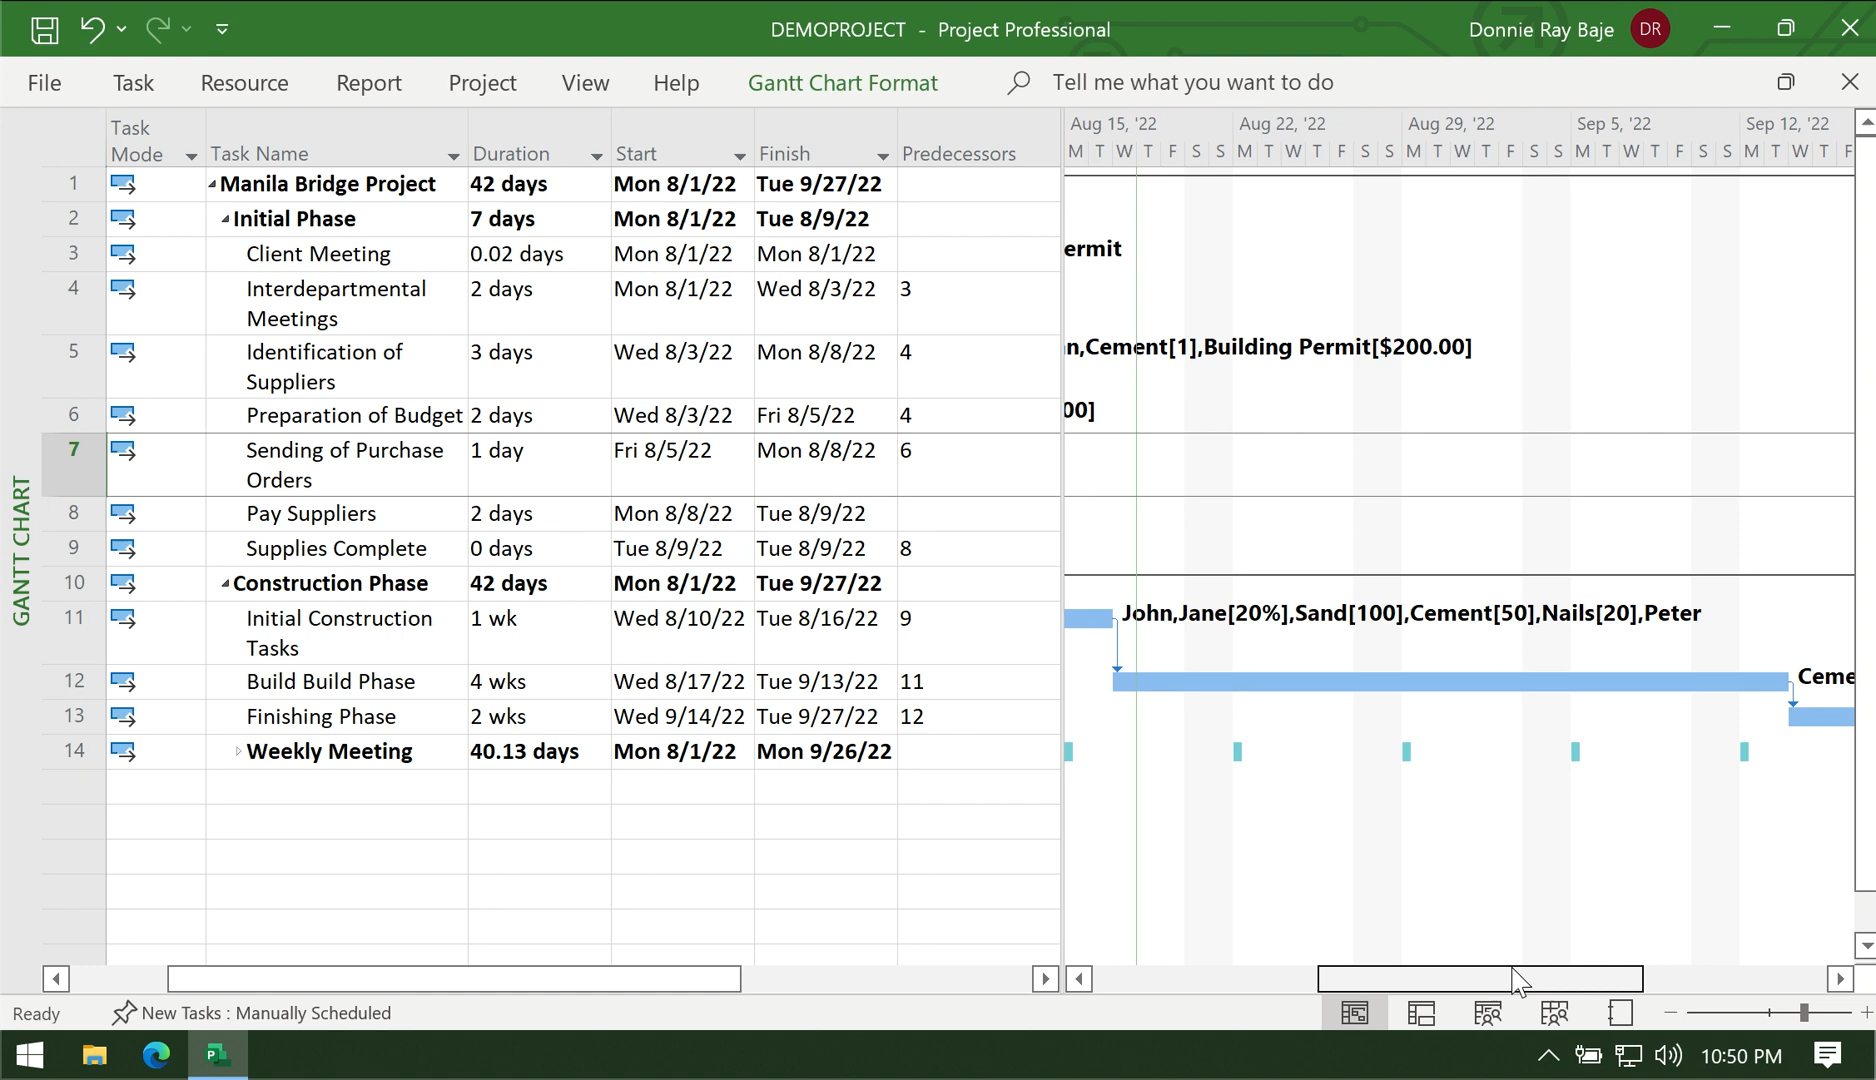 DEMOPROJECT - Project Professional
Donnie Ray Baje
DR
File Task Resource Report Project View Help Gantt Chart Format Tell me what you want to do
Task Mode Task Name Duration Start Finish Predecessors
Aug 15, '22 Aug 22, '22 Aug 29, '22 Sep 5, '22 Sep 12, '22
M T W T F S S M T W T F S S M T W T F S S M T W T F S S M T W T F
1 Manila Bridge Project 42 days Mon 8/1/22 Tue 9/27/22
2 Initial Phase 7 days Mon 8/1/22 Tue 8/9/22
3 Client Meeting 0.02 days Mon 8/1/22 Mon 8/1/22
ermit
4 Interdepartmental Meetings 2 days Mon 8/1/22 Wed 8/3/22 3
5 Identification of Suppliers 3 days Wed 8/3/22 Mon 8/8/22 4
n,Cement[1],Building Permit[$200.00]
6 Preparation of Budget 2 days Wed 8/3/22 Fri 8/5/22 4
00]
7 Sending of Purchase Orders 1 day Fri 8/5/22 Mon 8/8/22 6
8 Pay Suppliers 2 days Mon 8/8/22 Tue 8/9/22
9 Supplies Complete 0 days Tue 8/9/22 Tue 8/9/22 8
10 Construction Phase 42 days Mon 8/1/22 Tue 9/27/22
11 Initial Construction Tasks 1 wk Wed 8/10/22 Tue 8/16/22 9
John,Jane[20%],Sand[100],Cement[50],Nails[20],Peter
12 Build Build Phase 4 wks Wed 8/17/22 Tue 9/13/22 11
Ceme
13 Finishing Phase 2 wks Wed 9/14/22 Tue 9/27/22 12
14 Weekly Meeting 40.13 days Mon 8/1/22 Mon 9/26/22
GANTT CHART
Ready New Tasks : Manually Scheduled
10:50 PM